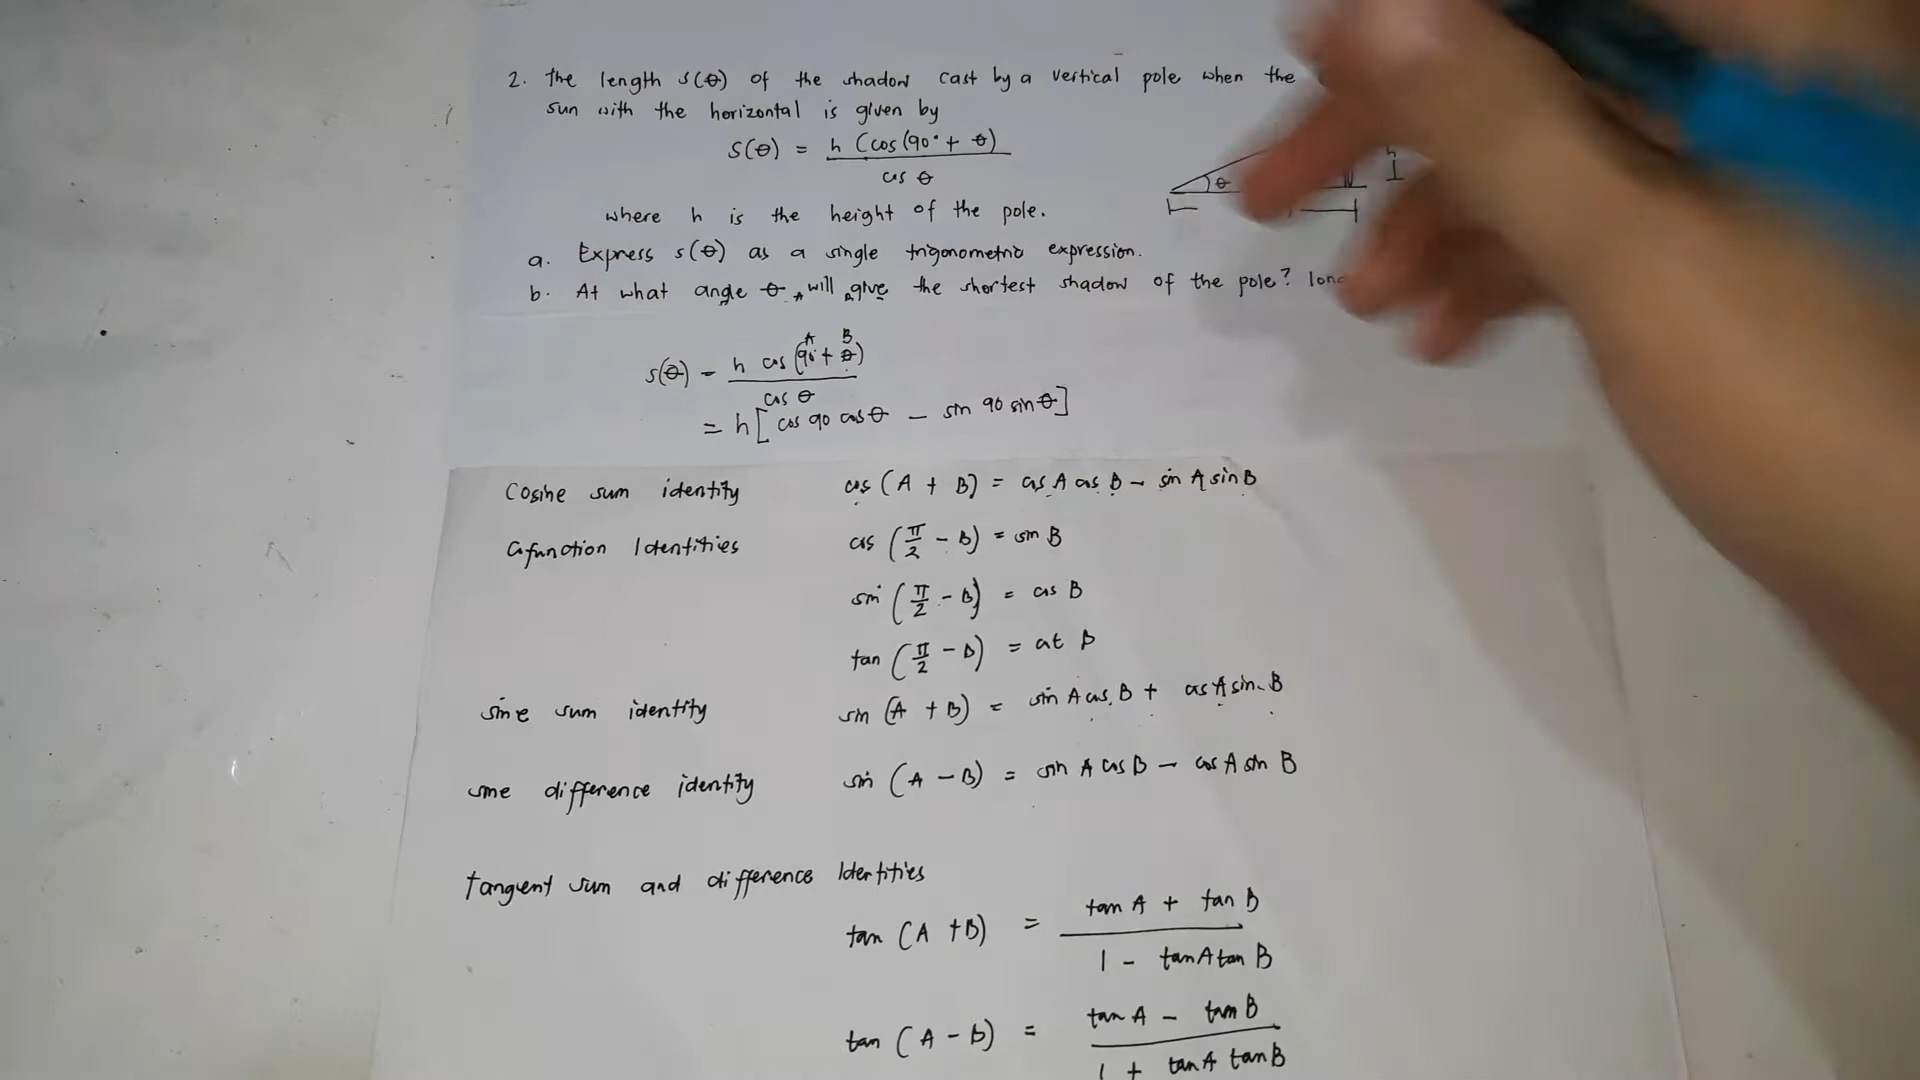 2. the length s(θ) of the shadow cast by a vertical pole when the
sun with the horizontal is given by
S(θ) = h (cos(90° + θ)
cos θ
θ
h
where h is the height of the pole.
a. Express s(θ) as a single trigonometric expression.
b. At what angle θ will give the shortest shadow of the pole?
A B
s(θ) = h cos (90° + θ)
cos θ
= h [cos 90 cos θ - sin 90 sin θ]
Cosine sum identity cos (A + B) = cos A cos B - sin A sin B
Cofunction Identities cos (π/2 - B) = sin B
sin (π/2 - B) = cos B
tan (π/2 - B) = cot B
sine sum identity sin (A + B) = sin A cos B + cos A sin B
sine difference identity sin (A - B) = sin A cos B - cos A sin B
tangent sum and difference Identities
tan (A + B) = tan A + tan B
1 - tan A tan B
tan (A - B) = tan A - tan B
1 + tan A tan B